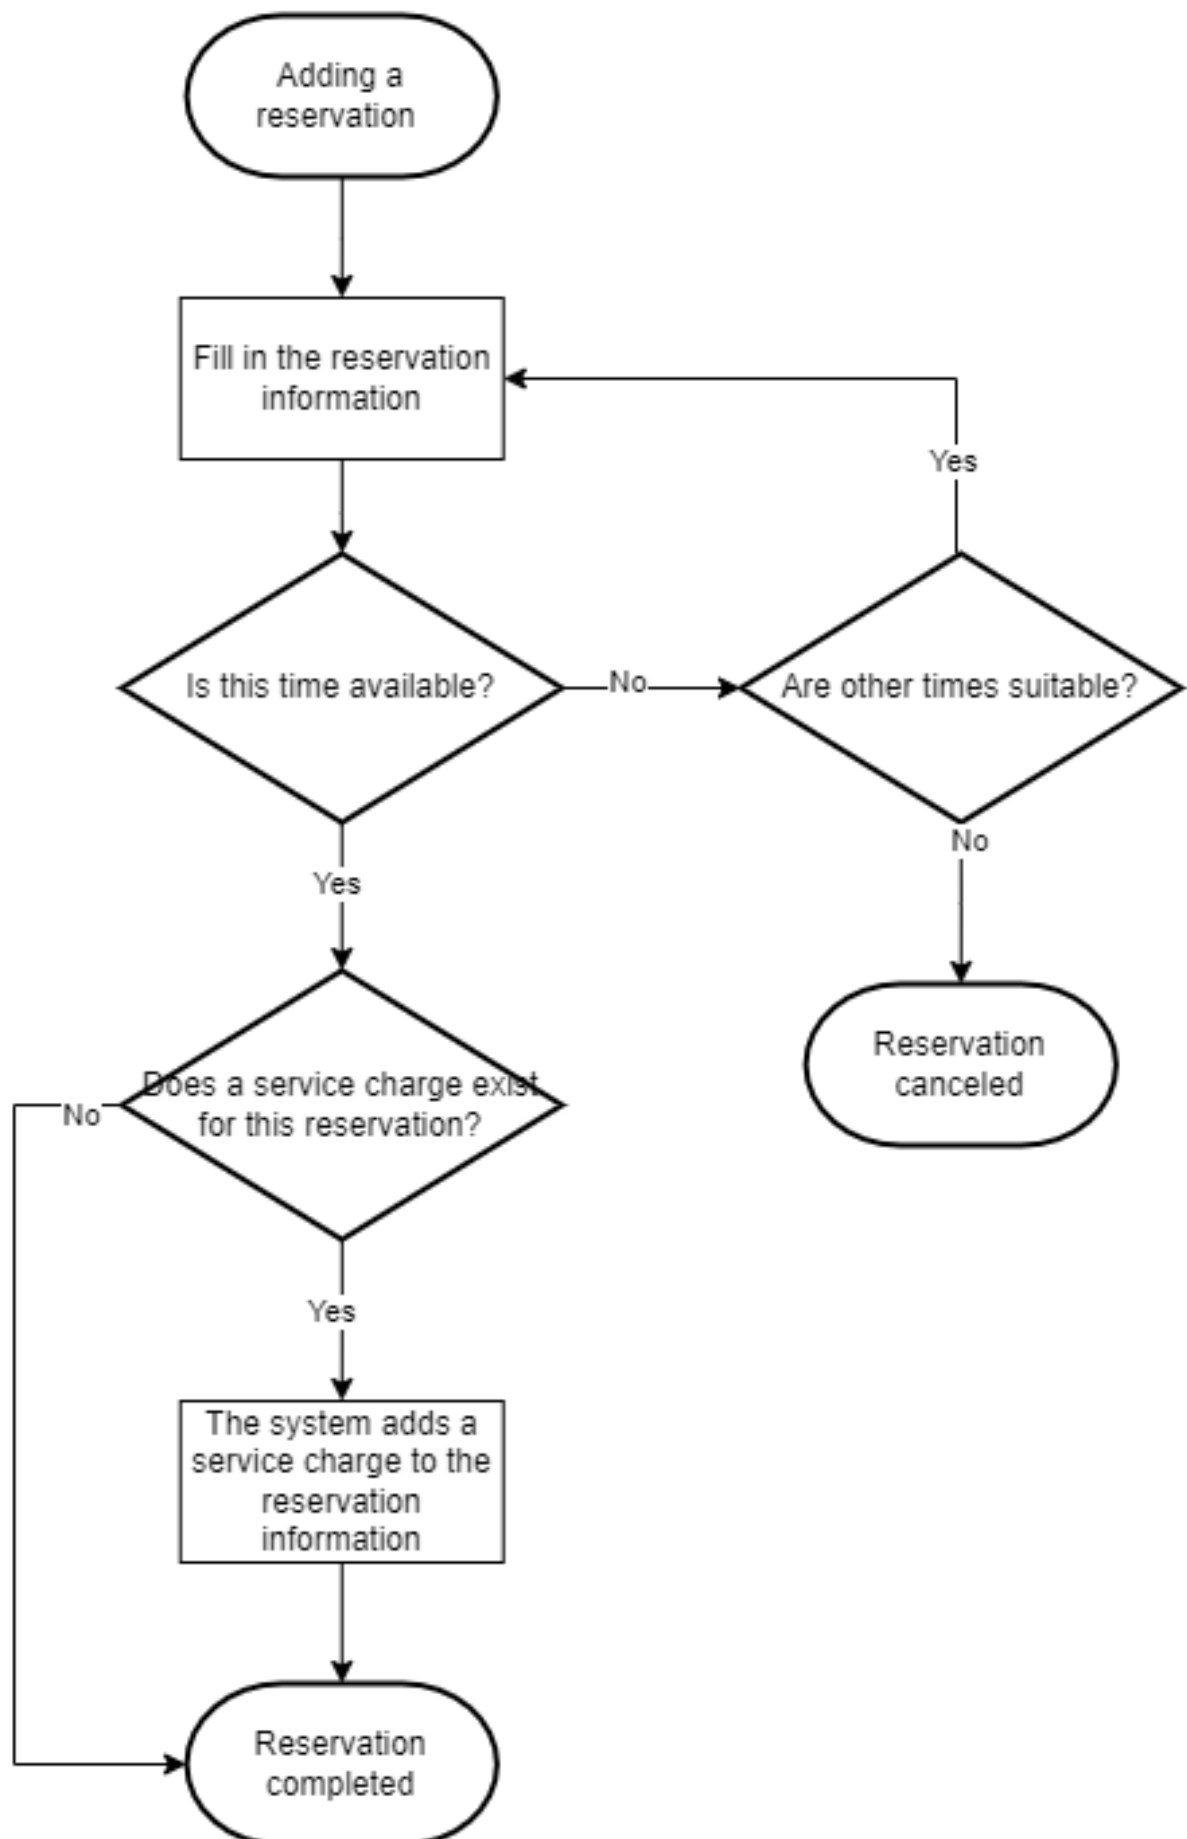 Adding a
reservation
Fill in the reservation
information
Yes
Is this time available?
No
Are other times suitable?
Yes
No
Reservation
canceled
Does a service charge exist
for this reservation?
No
Yes
The system adds a
service charge to the
reservation
information
Reservation
completed